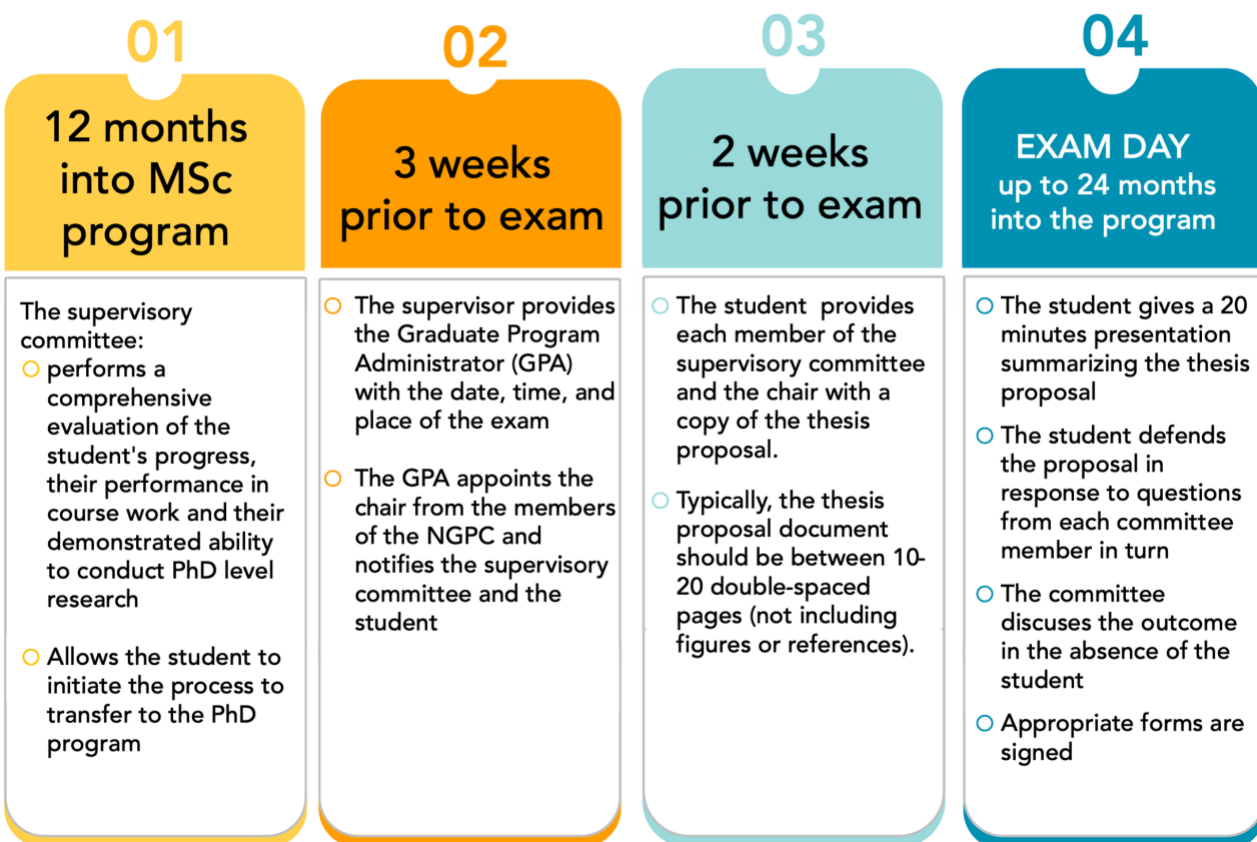 01
12 months
into MSc
program
The supervisory
committee:
performs a
comprehensive
evaluation of the
student's progress,
their performance in
course work and their
demonstrated ability
to conduct PhD level
research
Allows the student to
initiate the process to
transfer to the PhD
program
02
3 weeks
prior to exam
The supervisor provides
the Graduate Program
Administrator (GPA)
with the date, time, and
place of the exam
The GPA appoints the
chair from the members
of the NGPC and
notifies the supervisory
committee and the
student
03
2 weeks
prior to exam
The student provides
each member of the
supervisory committee
and the chair with a
copy of the thesis
proposal.
Typically, the thesis
proposal document
should be between 10-
20 double-spaced
pages (not including
figures or references).
04
EXAM DAY
up to 24 months
into the program
The student gives a 20
minutes presentation
summarizing the thesis
proposal
The student defends
the proposal in
response to questions
from each committee
member in turn
The committee
discusses the outcome
in the absence of the
student
Appropriate forms are
signed